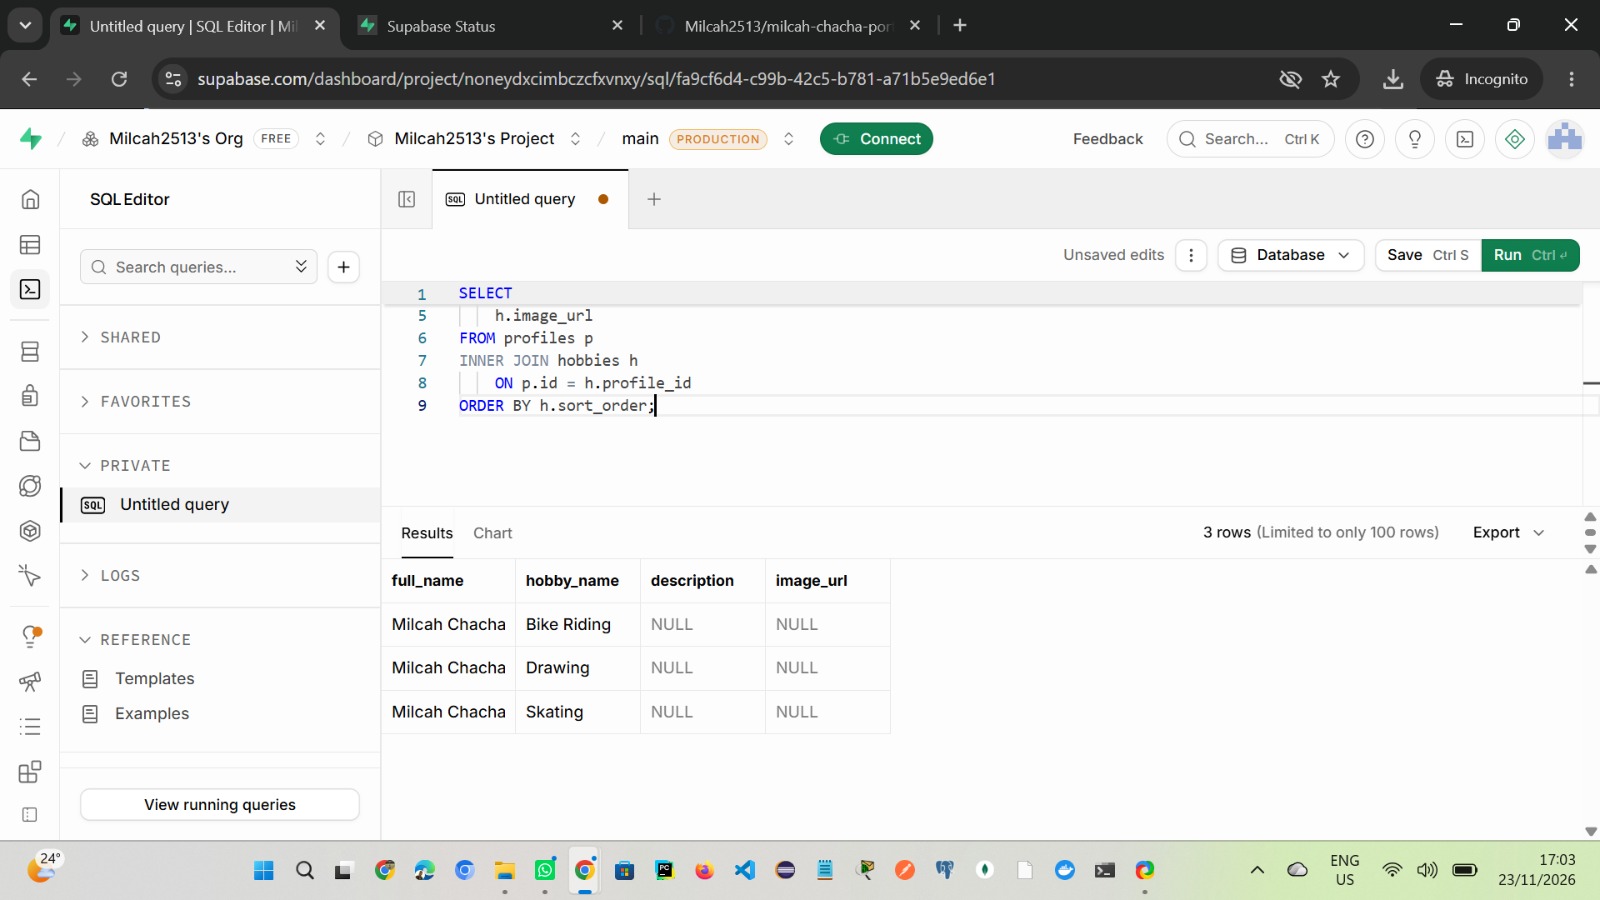 Untitled query | SQL Editor | Mi
Supabase Status
Milcah2513/milcah-chacha-por
supabase.com/dashboard/project/noneydxcimbczcfxvnxy/sql/fa9cf6d4-c99b-42c5-b781-a71b5e9ed6e1
Incognito
Milcah2513's Org FREE
Milcah2513's Project
main PRODUCTION
Connect
Feedback
Search... Ctrl K
SQL Editor
SQL Untitled query
Search queries...
Unsaved edits
Database
Save Ctrl S
Run Ctrl ↵
1 SELECT
5 h.image_url
6 FROM profiles p
7 INNER JOIN hobbies h
8 ON p.id = h.profile_id
9 ORDER BY h.sort_order;
SHARED
FAVORITES
PRIVATE
SQL Untitled query
LOGS
REFERENCE
Templates
Examples
View running queries
Results Chart
3 rows (Limited to only 100 rows)
Export
full_name hobby_name description image_url
Milcah Chacha Bike Riding NULL NULL
Milcah Chacha Drawing NULL NULL
Milcah Chacha Skating NULL NULL
24°
PC
ENG
US
17:03
23/11/2026